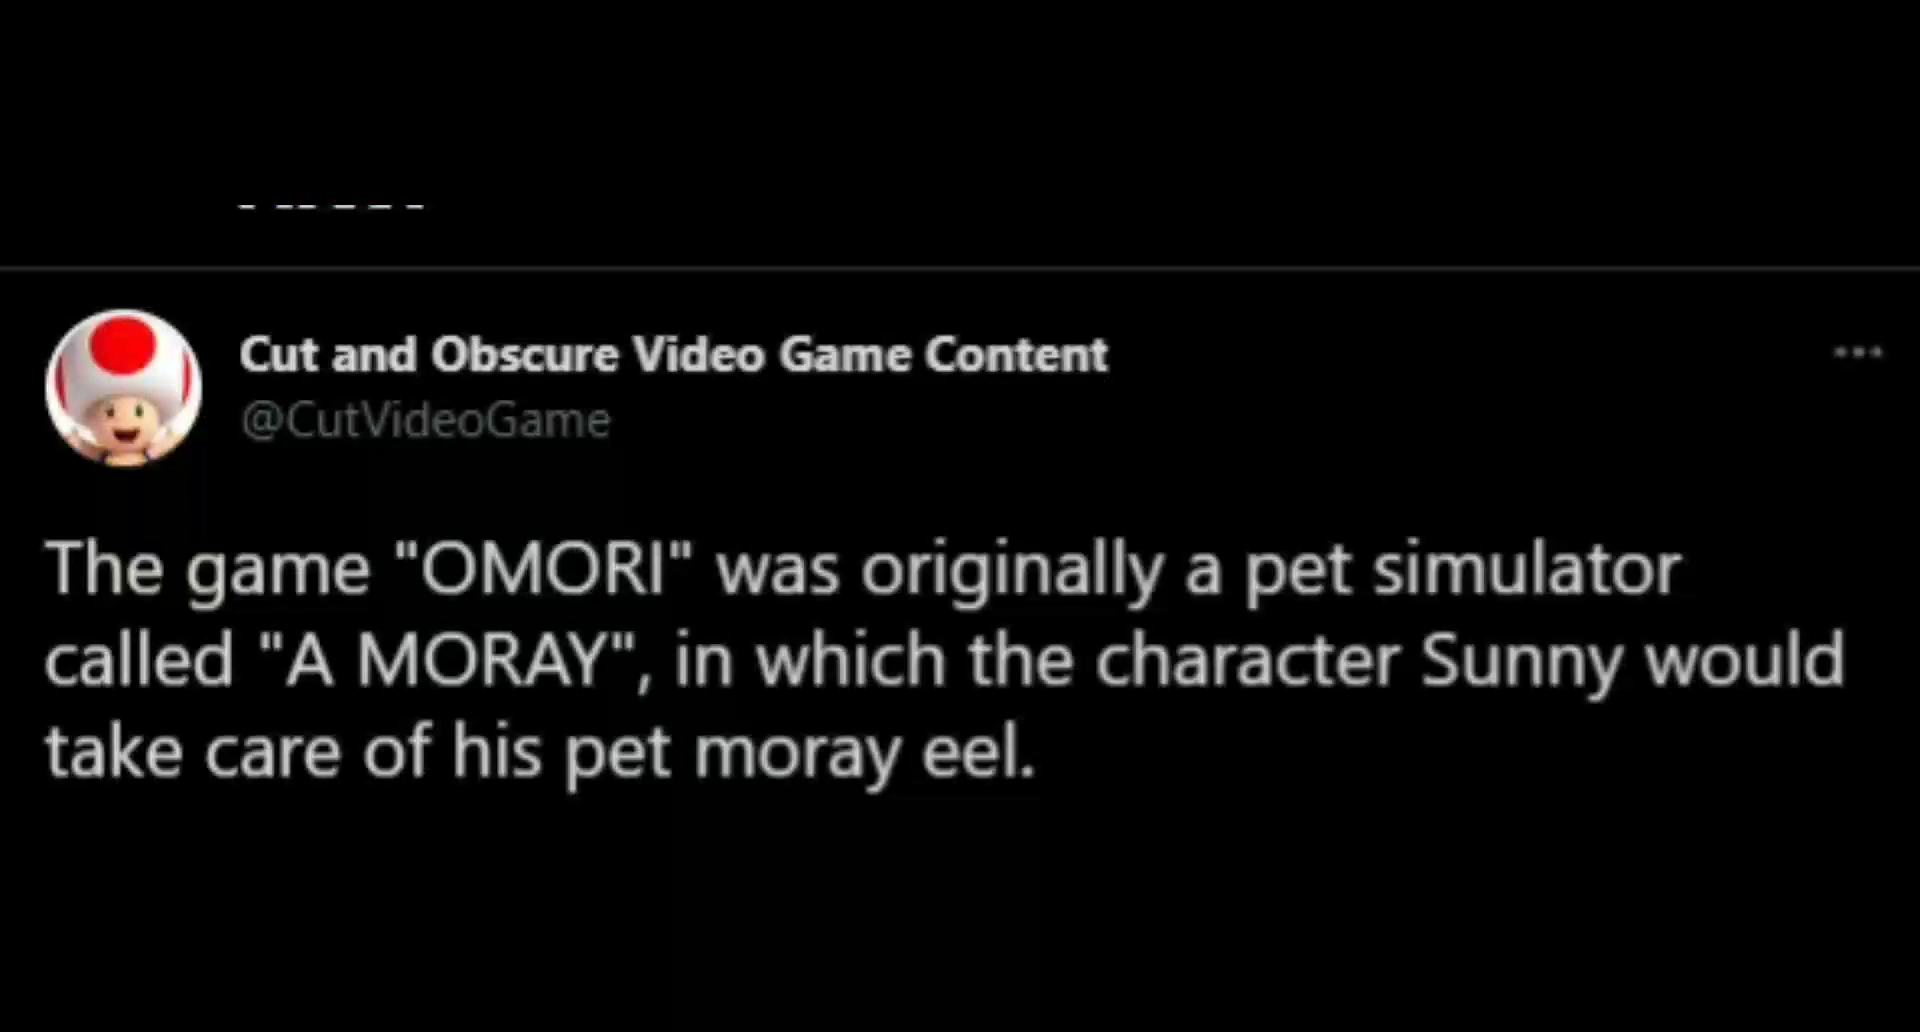 Cut and Obscure Video Game Content
@CutVideoGame
The game "OMORI" was originally a pet simulator
called "A MORAY", in which the character Sunny would
take care of his pet moray eel.